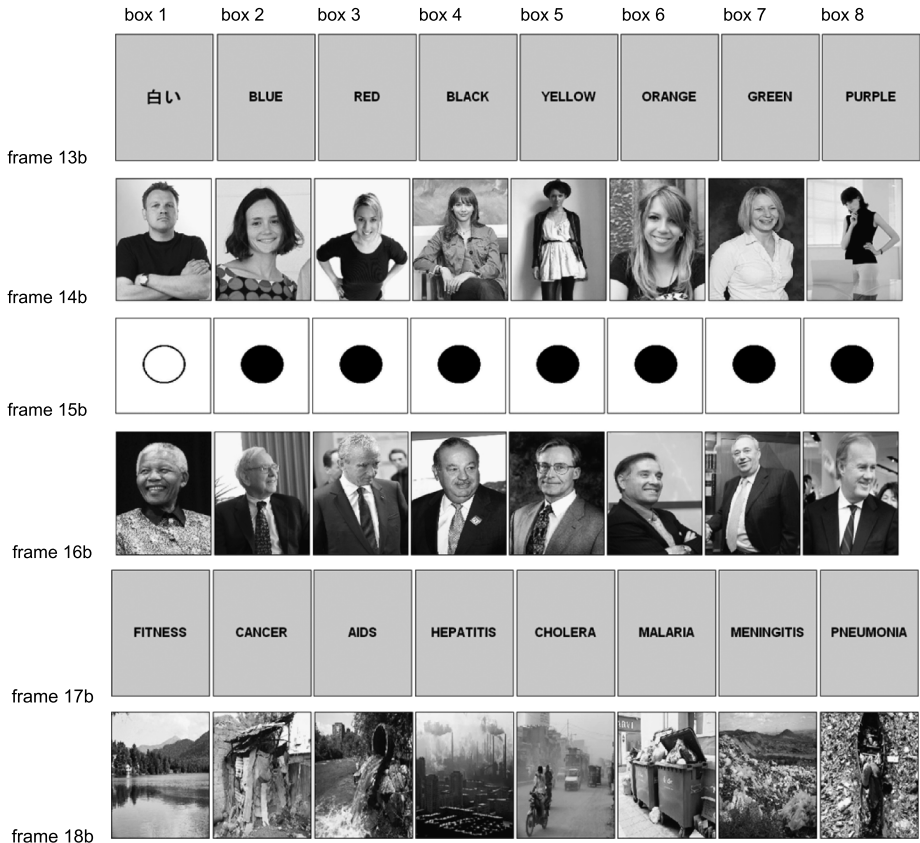 box 1 box 2 box 3 box 4 box 5 box 6 box 7 box 8
白い BLUE RED BLACK YELLOW ORANGE GREEN PURPLE
frame 13b
frame 14b
frame 15b
frame 16b
FITNESS CANCER AIDS HEPATITIS CHOLERA MALARIA MENINGITIS PNEUMONIA
frame 17b
frame 18b